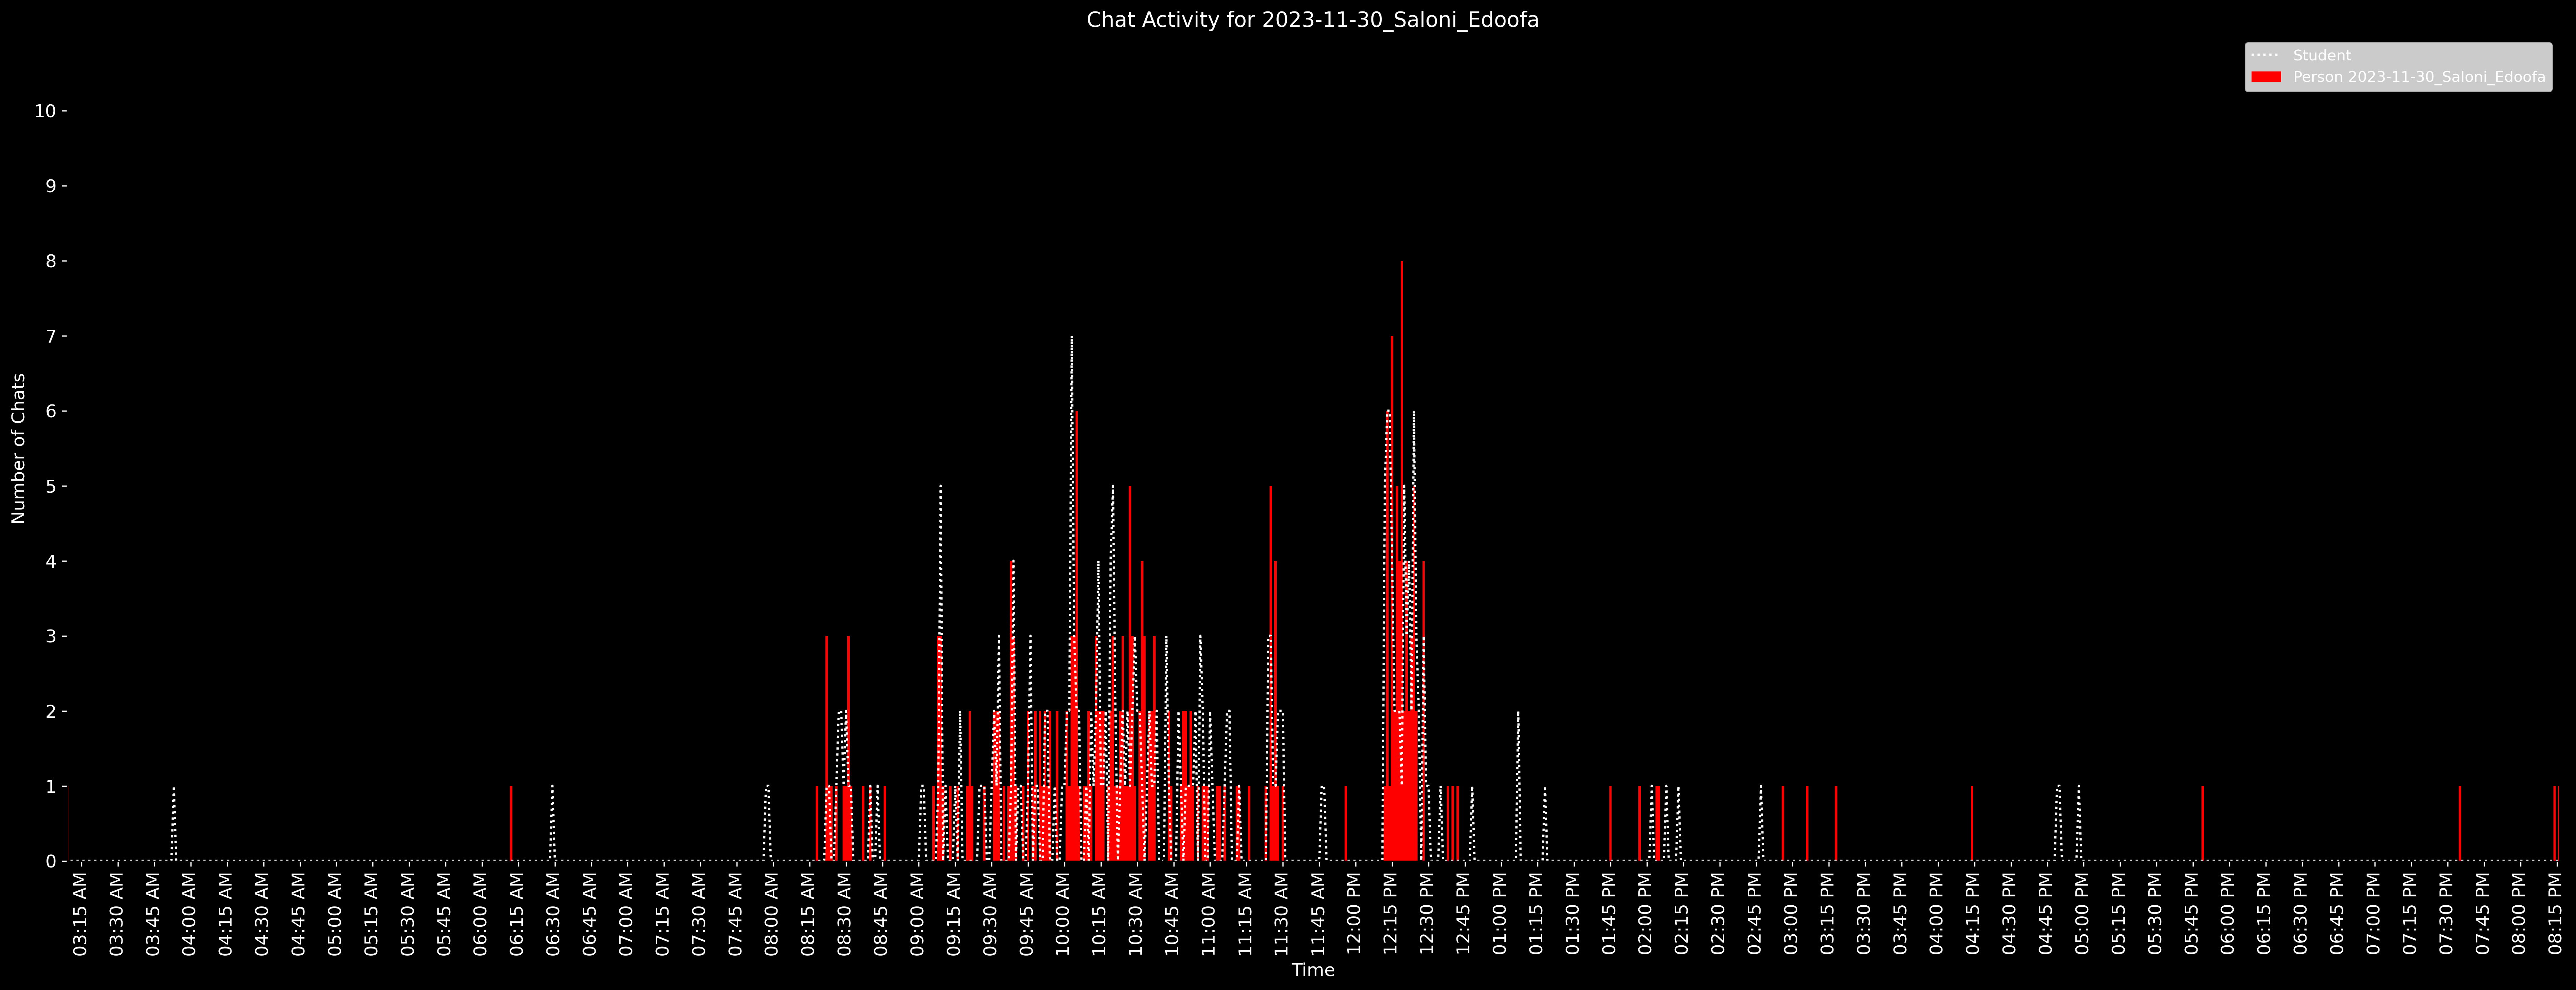 Chat Activity for 2023-11-30_Saloni_Edoofa
Student
Person 2023-11-30_Saloni_Edoofa
Number of Chats
10
9
8
7
6
5
4
3
2
1
0
03:15 AM
03:30 AM
03:45 AM
04:00 AM
04:15 AM
04:30 AM
04:45 AM
05:00 AM
05:15 AM
05:30 AM
05:45 AM
06:00 AM
06:15 AM
06:30 AM
06:45 AM
07:00 AM
07:15 AM
07:30 AM
07:45 AM
08:00 AM
08:15 AM
08:30 AM
08:45 AM
09:00 AM
09:15 AM
09:30 AM
09:45 AM
10:00 AM
10:15 AM
10:30 AM
10:45 AM
11:00 AM
11:15 AM
11:30 AM
11:45 AM
12:00 PM
12:15 PM
12:30 PM
12:45 PM
01:00 PM
01:15 PM
01:30 PM
01:45 PM
02:00 PM
02:15 PM
02:30 PM
02:45 PM
03:00 PM
03:15 PM
03:30 PM
03:45 PM
04:00 PM
04:15 PM
04:30 PM
04:45 PM
05:00 PM
05:15 PM
05:30 PM
05:45 PM
06:00 PM
06:15 PM
06:30 PM
06:45 PM
07:00 PM
07:15 PM
07:30 PM
07:45 PM
08:00 PM
08:15 PM
Time